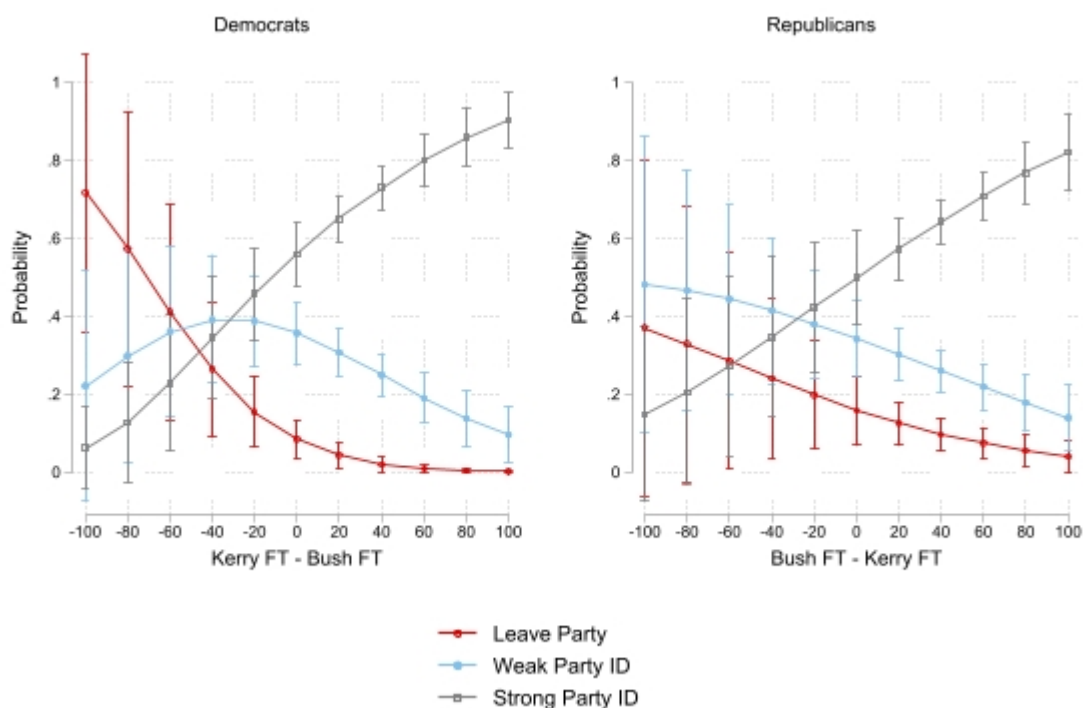 Democrats
Republicans
Probability
1
.8
.6
.4
.2
0
-100 -80 -60 -40 -20 0 20 40 60 80 100
Kerry FT - Bush FT
Probability
1
.8
.6
.4
.2
0
-100 -80 -60 -40 -20 0 20 40 60 80 100
Bush FT - Kerry FT
Leave Party
Weak Party ID
Strong Party ID